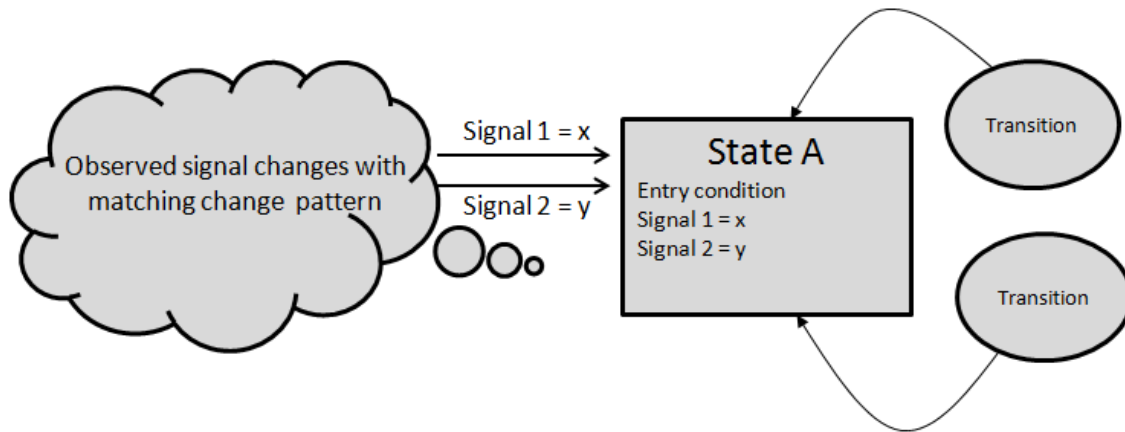 Observed signal changes with
matching change pattern
Signal 1 = x
Signal 2 = y
State A
Entry condition
Signal 1 = x
Signal 2 = y
Transition
Transition